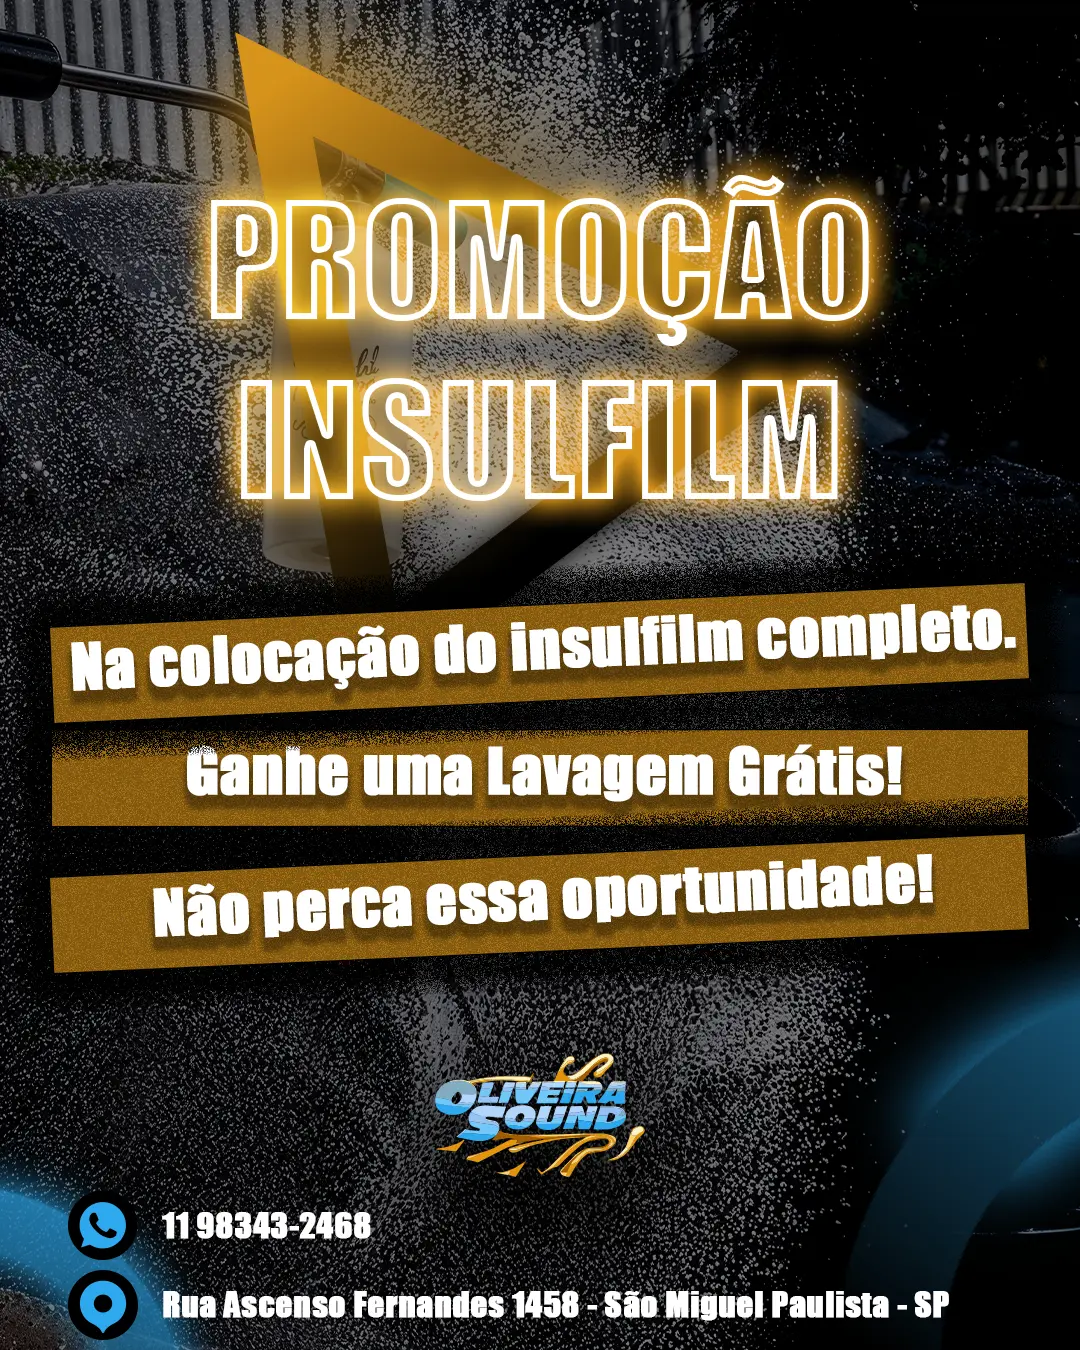 PROMOÇÃO
INSULFILM
Na colocação do insulfilm completo.
Ganhe uma Lavagem Grátis!
Não perca essa oportunidade!
OLIVEIRA
SOUND
11 98343-2468
Rua Ascenso Fernandes 1458 - São Miguel Paulista - SP